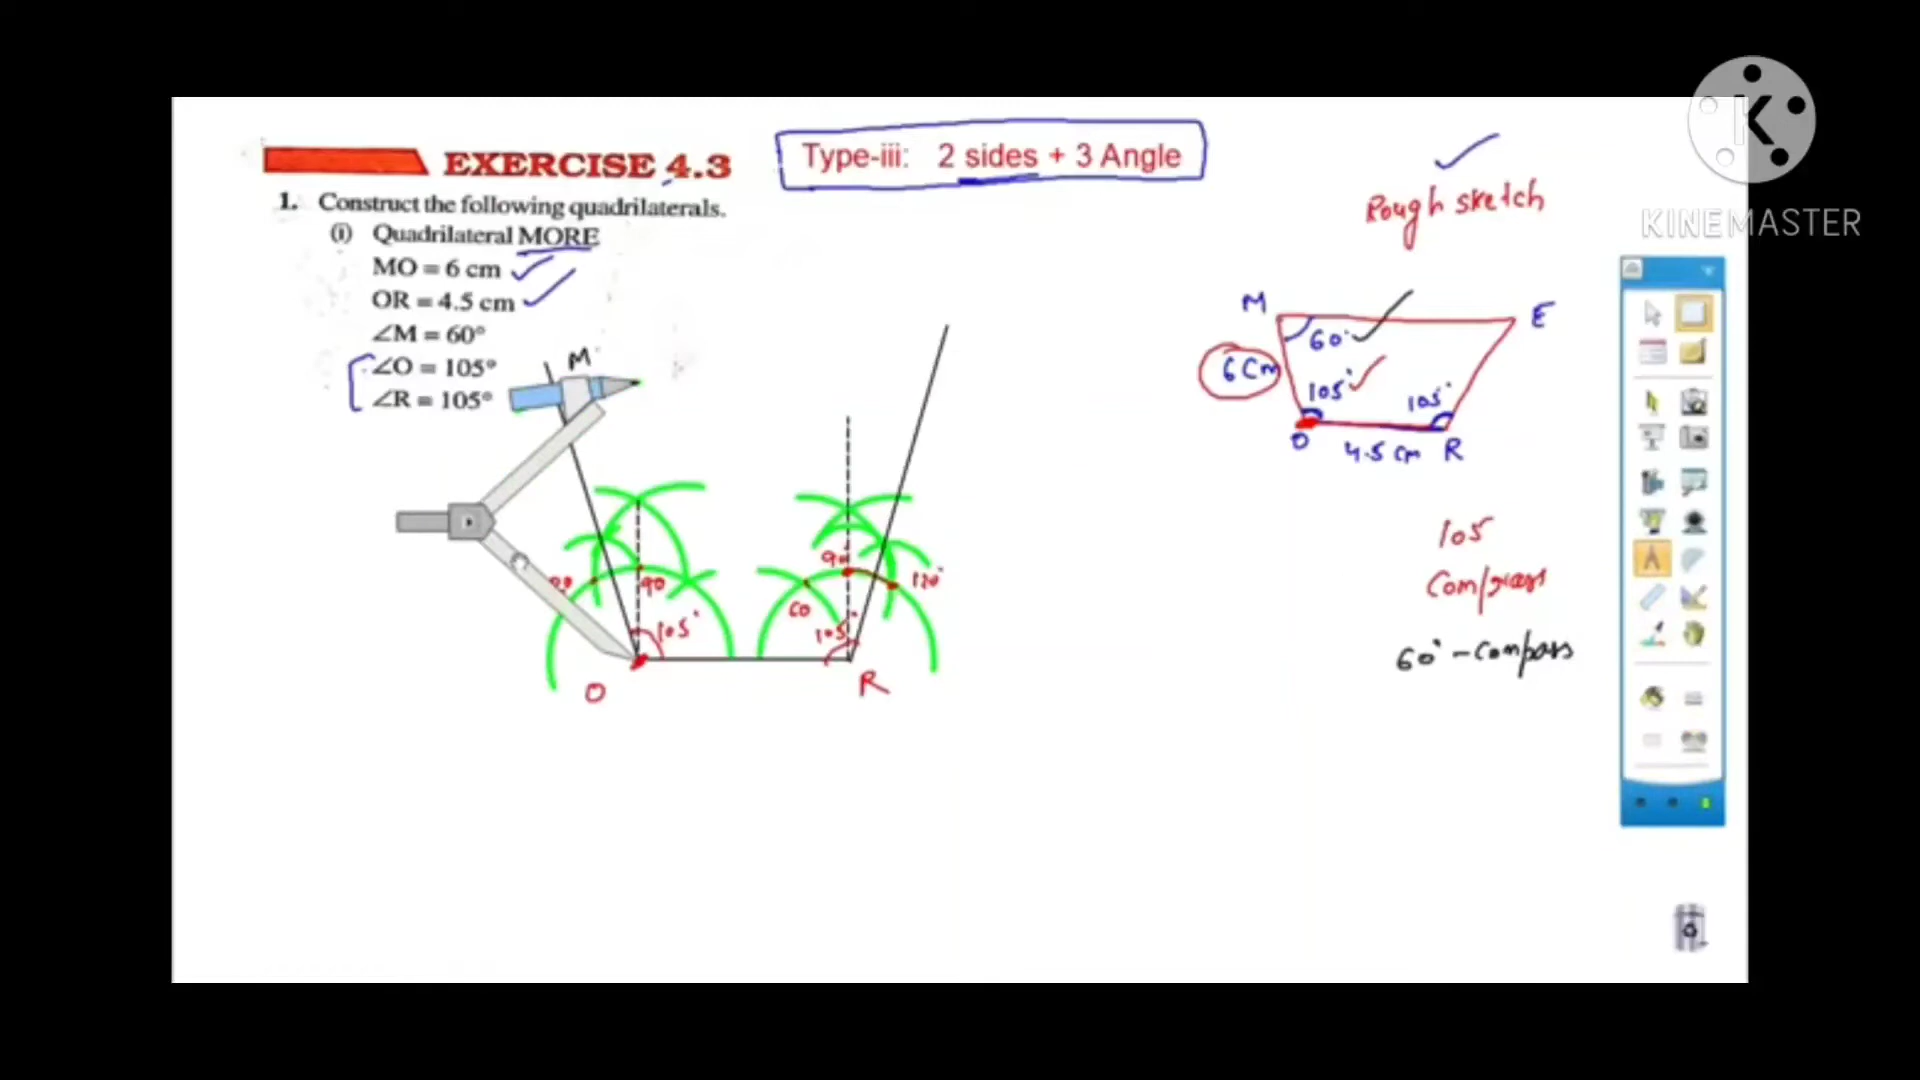 EXERCISE 4.3
Type-iii: 2 sides + 3 Angle
1. Construct the following quadrilaterals.
(i) Quadrilateral MORE
MO = 6 cm
OR = 4.5 cm
∠M = 60°
∠O = 105°
∠R = 105°
M
90
105°
O
60
90
120°
105°
R
Rough sketch
M
E
60°
6 cm
105°
105°
O
4.5 cm
R
105
Compass
60° - Compass
K
KINEMASTER